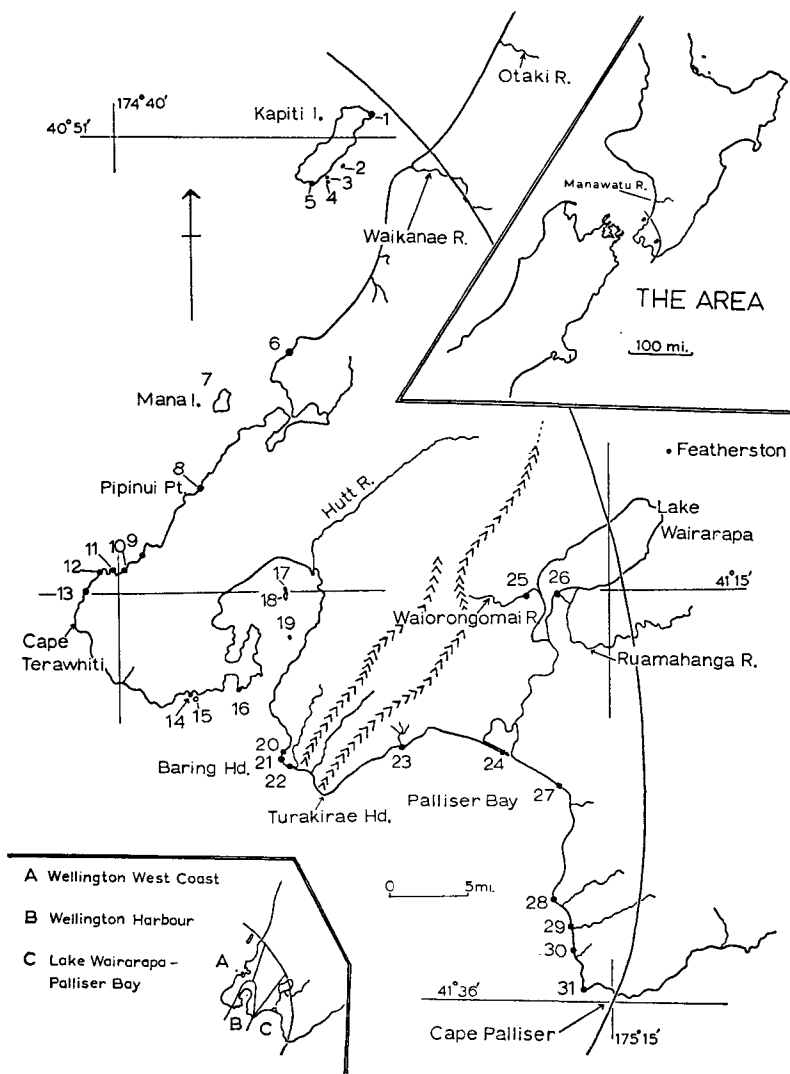 174°40'
40°51'
Kapiti I.
1
2
3
4
5
Otaki R.
Waikanae R.
Manawatu R.
THE AREA
100 mi.
6
7
Mana I.
8
Pipinui Pt.
Hutt R.
Featherston
Lake
Wairarapa
9
10
11
12
13
17
18
19
25
26
41°15'
Waiorongomai R.
Ruamahanga R.
Cape
Terawhiti
14
15
16
20
21
22
Baring Hd.
Turakirae Hd.
23
24
Palliser Bay
27
28
29
30
31
0 5mi.
41°36'
Cape Palliser
175°15'
A Wellington West Coast
B Wellington Harbour
C Lake Wairarapa –
Palliser Bay
A
B
C